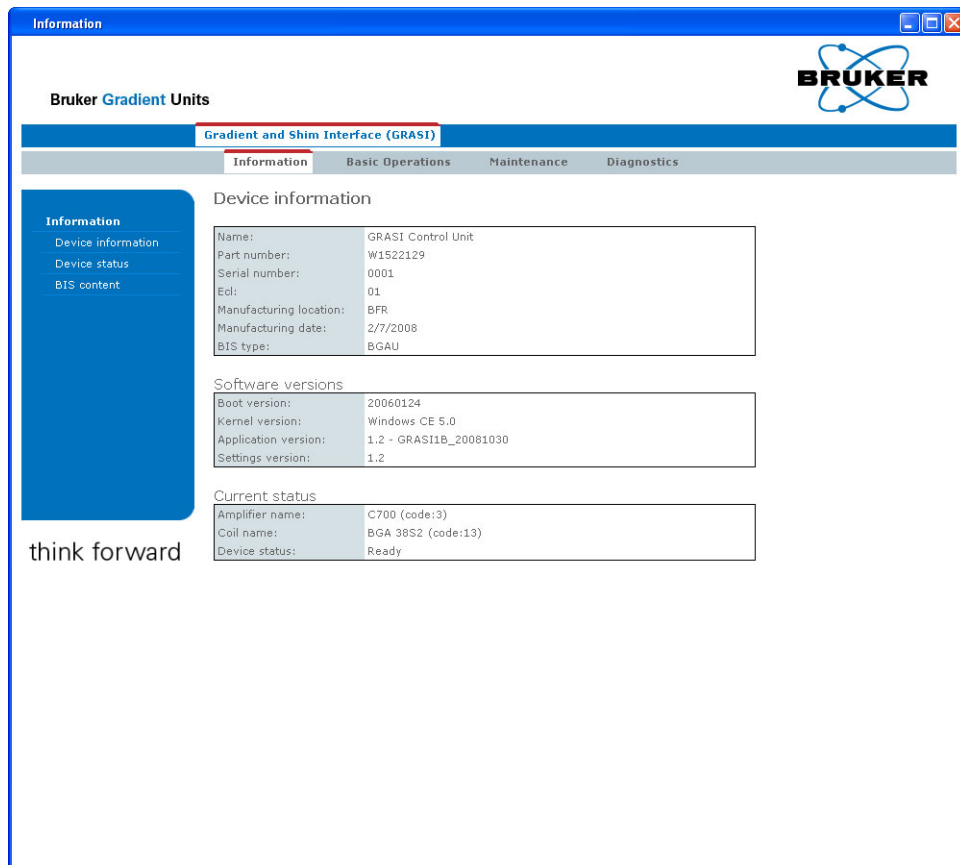 Information
BRUKER
Bruker Gradient Units
Gradient and Shim Interface (GRASI)
Information Basic Operations Maintenance Diagnostics
Information
Device information
Device status
BIS content
think forward
Device information
Name: GRASI Control Unit
Part number: W1522129
Serial number: 0001
Ecl: 01
Manufacturing location: BFR
Manufacturing date: 2/7/2008
BIS type: BGAU
Software versions
Boot version: 20060124
Kernel version: Windows CE 5.0
Application version: 1.2 - GRASI1B_20081030
Settings version: 1.2
Current status
Amplifier name: C700 (code:3)
Coil name: BGA 38S2 (code:13)
Device status: Ready